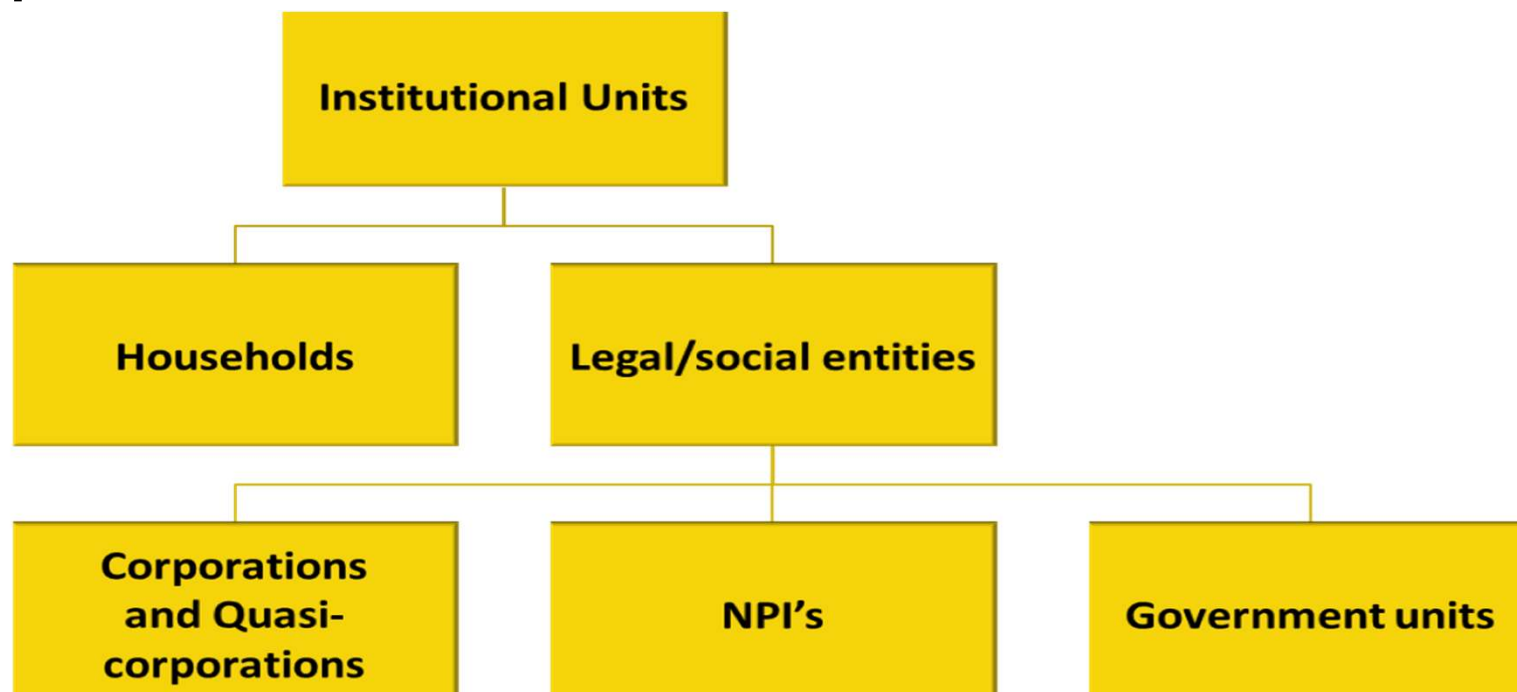 Institutional Units
Households
Legal/social entities
Corporations
and Quasi-
corporations
NPI’s
Government units